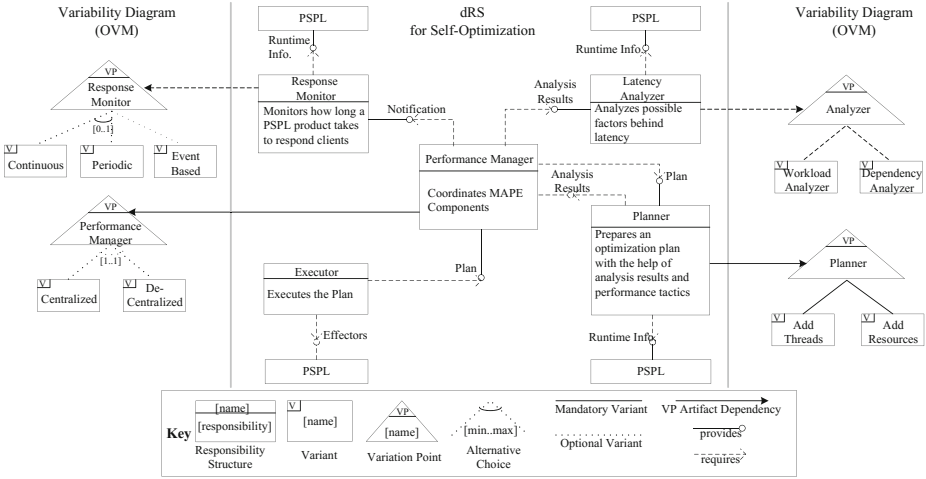 Variability Diagram
(OVM)
dRS
for Self-Optimization
Variability Diagram
(OVM)
PSPL
Runtime
Info.
PSPL
Runtime Info.
VP
Response
Monitor
[0..1]
V
Continuous
V
Periodic
V
Event
Based
Response
Monitor
Monitors how long a
PSPL product takes
to respond clients
Notification
Analysis
Results
Latency
Analyzer
Analyzes possible
factors behind
latency
VP
Analyzer
V
Workload
Analyzer
V
Dependency
Analyzer
Performance Manager
Coordinates MAPE
Components
Analysis
Results
Plan
VP
Performance
Manager
[1..1]
V
Centralized
V
De-
Centralized
Planner
Prepares an
optimization plan
with the help of
analysis results and
performance tactics
VP
Planner
V
Add
Threads
V
Add
Resources
Plan
Executor
Executes the Plan
Effectors
PSPL
Runtime Info
PSPL
Key
[name]
[responsibility]
Responsibility
Structure
V
[name]
Variant
VP
[name]
Variation Point
[min..max]
Alternative
Choice
Mandatory Variant
Optional Variant
VP Artifact Dependency
provides
requires